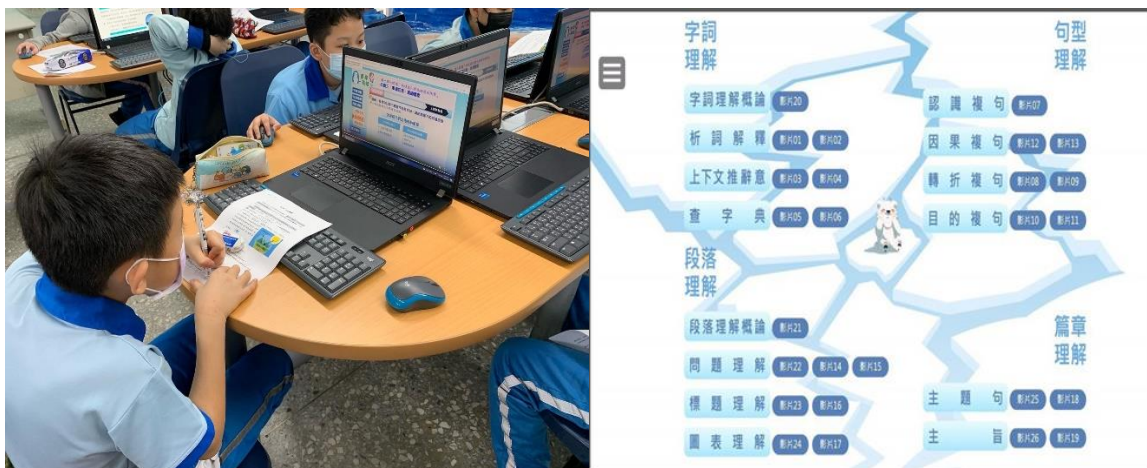 字詞
理解
字詞理解概論 影片20
析詞解釋 影片01 影片02
上下文推辭意 影片03 影片04
查字典 影片05 影片06
段落
理解
段落理解概論 影片21
問題理解 影片22 影片14 影片15
標題理解 影片23 影片16
圖表理解 影片24 影片17
句型
理解
認識複句 影片07
因果複句 影片12 影片13
轉折複句 影片08 影片09
目的複句 影片10 影片11
篇章
理解
主題句 影片25 影片18
主旨 影片26 影片19